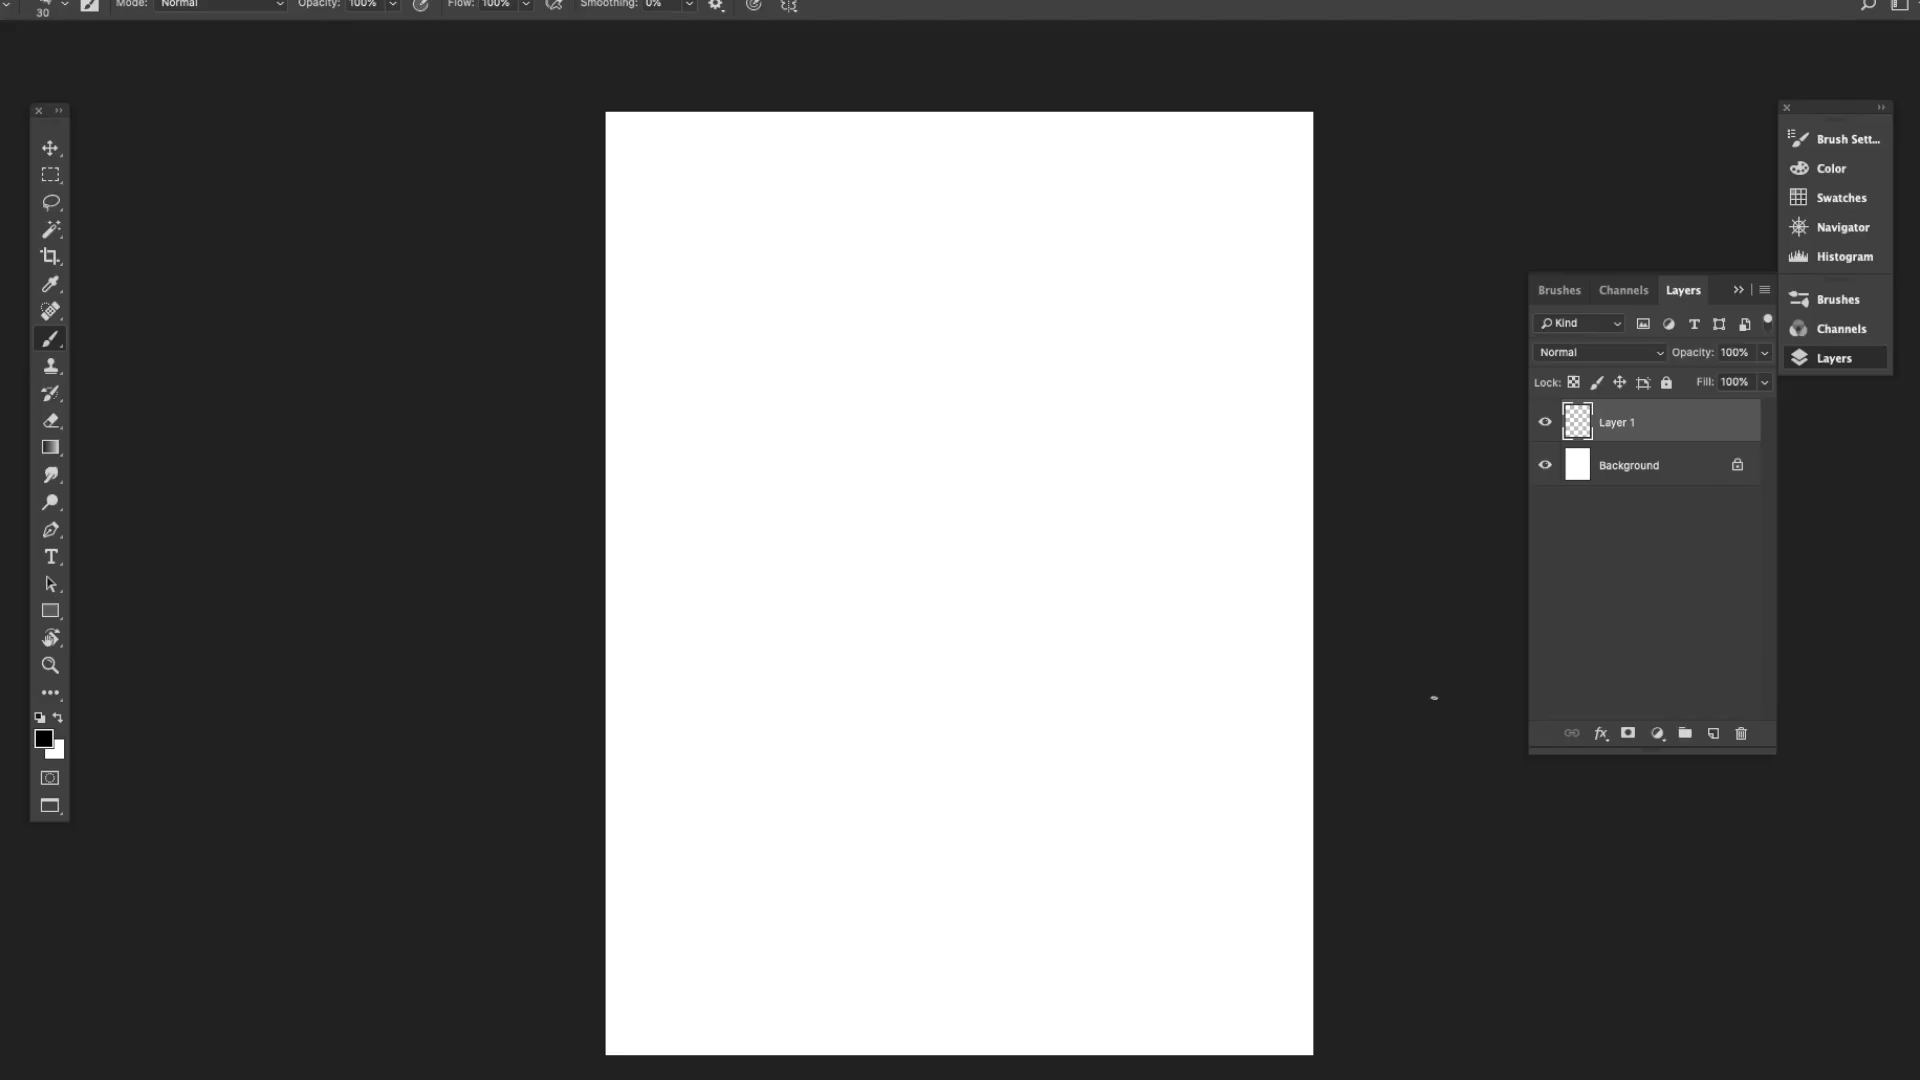 30 Mode: Normal Opacity: 100% Flow: 100% Smoothing: 0%
Brush Sett...
Color
Swatches
Navigator
Histogram
Brushes
Channels
Layers
Brushes Channels Layers
Kind
Normal Opacity: 100%
Lock: Fill: 100%
Layer 1
Background
fx